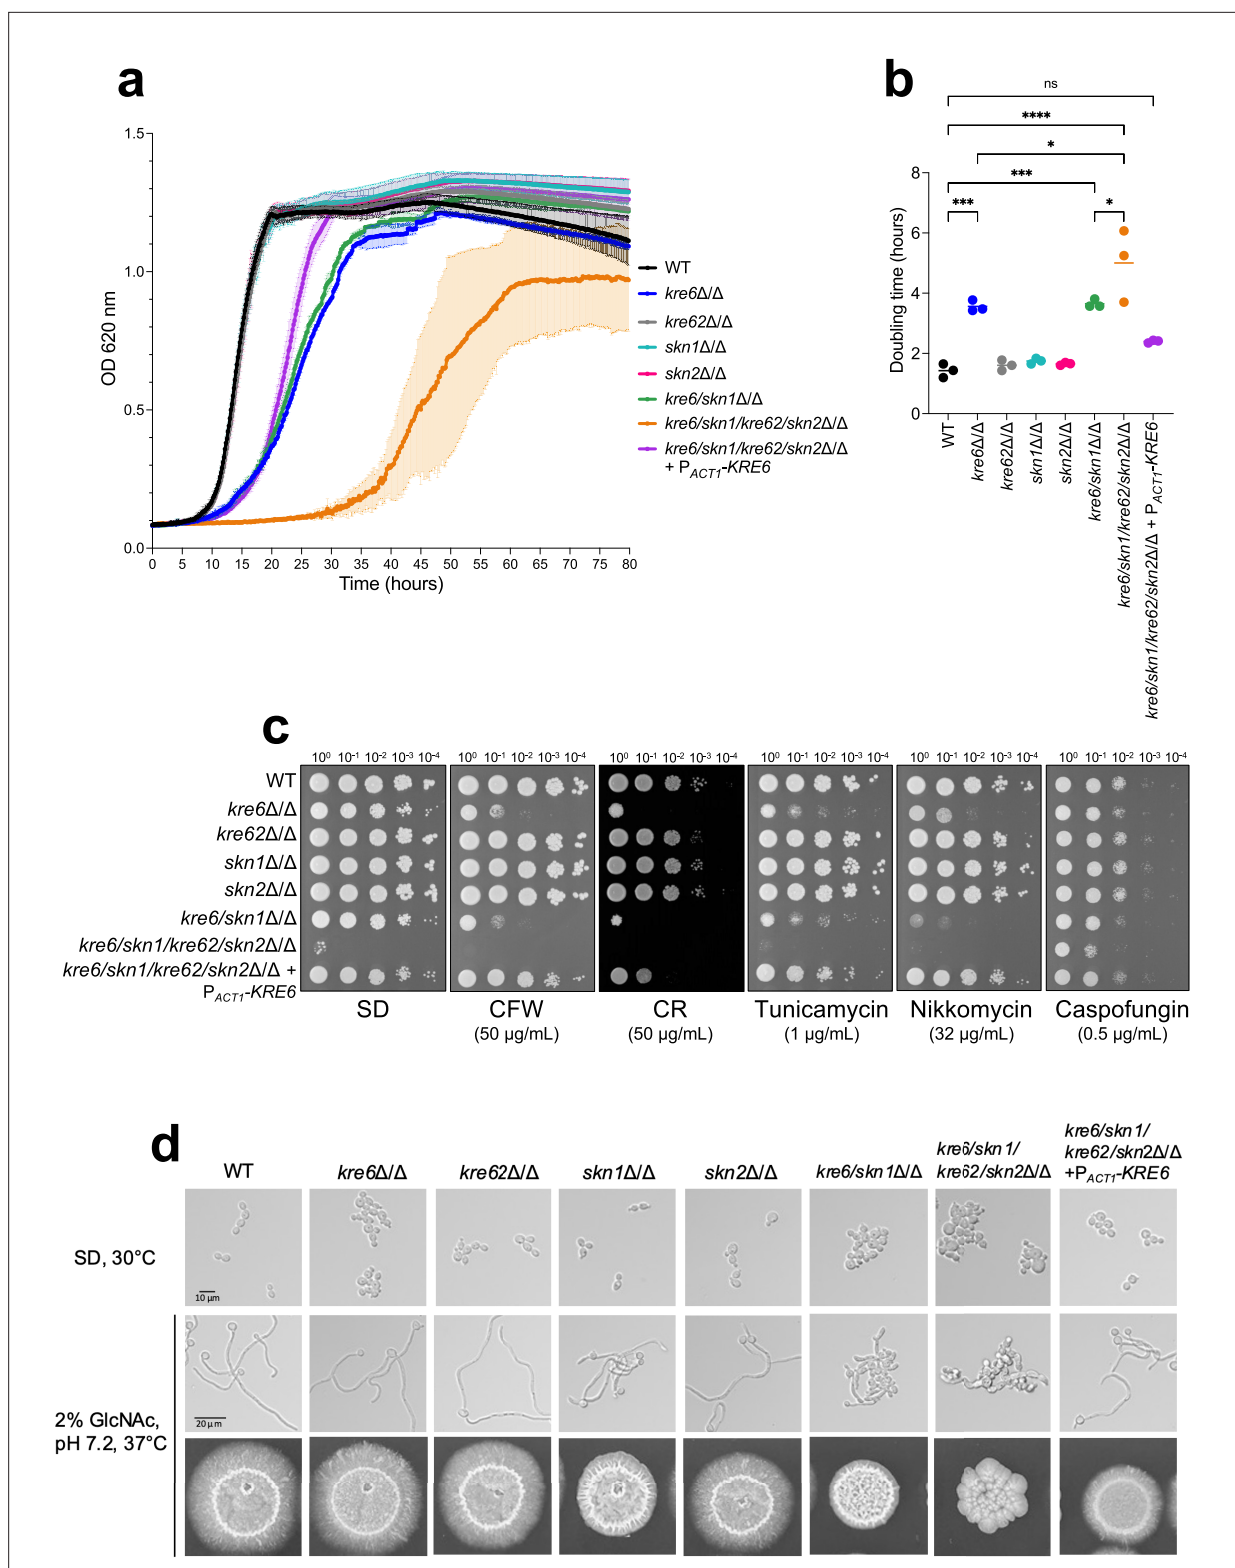 a
1.5
1.0
0.5
0.0
OD 620 nm
0 5 10 15 20 25 30 35 40 45 50 55 60 65 70 75 80
Time (hours)
WT
kre6Δ/Δ
kre62Δ/Δ
skn1Δ/Δ
skn2Δ/Δ
kre6/skn1Δ/Δ
kre6/skn1/kre62/skn2Δ/Δ
kre6/skn1/kre62/skn2Δ/Δ
+ PACT1-KRE6
b
ns
****
*
***
*** *
8
6
4
2
0
Doubling time (hours)
WT
kre6Δ/Δ
kre62Δ/Δ
skn1Δ/Δ
skn2Δ/Δ
kre6/skn1Δ/Δ
kre6/skn1/kre62/skn2Δ/Δ
kre6/skn1/kre62/skn2Δ/Δ + PACT1-KRE6
c
10⁰ 10⁻¹ 10⁻² 10⁻³ 10⁻⁴ 10⁰ 10⁻¹ 10⁻² 10⁻³ 10⁻⁴ 10⁰ 10⁻¹ 10⁻² 10⁻³ 10⁻⁴ 10⁰ 10⁻¹ 10⁻² 10⁻³ 10⁻⁴ 10⁰ 10⁻¹ 10⁻² 10⁻³ 10⁻⁴ 10⁰ 10⁻¹ 10⁻² 10⁻³ 10⁻⁴
WT
kre6Δ/Δ
kre62Δ/Δ
skn1Δ/Δ
skn2Δ/Δ
kre6/skn1Δ/Δ
kre6/skn1/kre62/skn2Δ/Δ
kre6/skn1/kre62/skn2Δ/Δ +
PACT1-KRE6
SD CFW CR Tunicamycin Nikkomycin Caspofungin
(50 µg/mL) (50 µg/mL) (1 µg/mL) (32 µg/mL) (0.5 µg/mL)
d
WT kre6Δ/Δ kre62Δ/Δ skn1Δ/Δ skn2Δ/Δ kre6/skn1Δ/Δ
kre6/skn1/
kre62/skn2Δ/Δ
kre6/skn1/
kre62/skn2Δ/Δ
+PACT1-KRE6
SD, 30°C
10 µm
2% GlcNAc,
pH 7.2, 37°C
20 µm